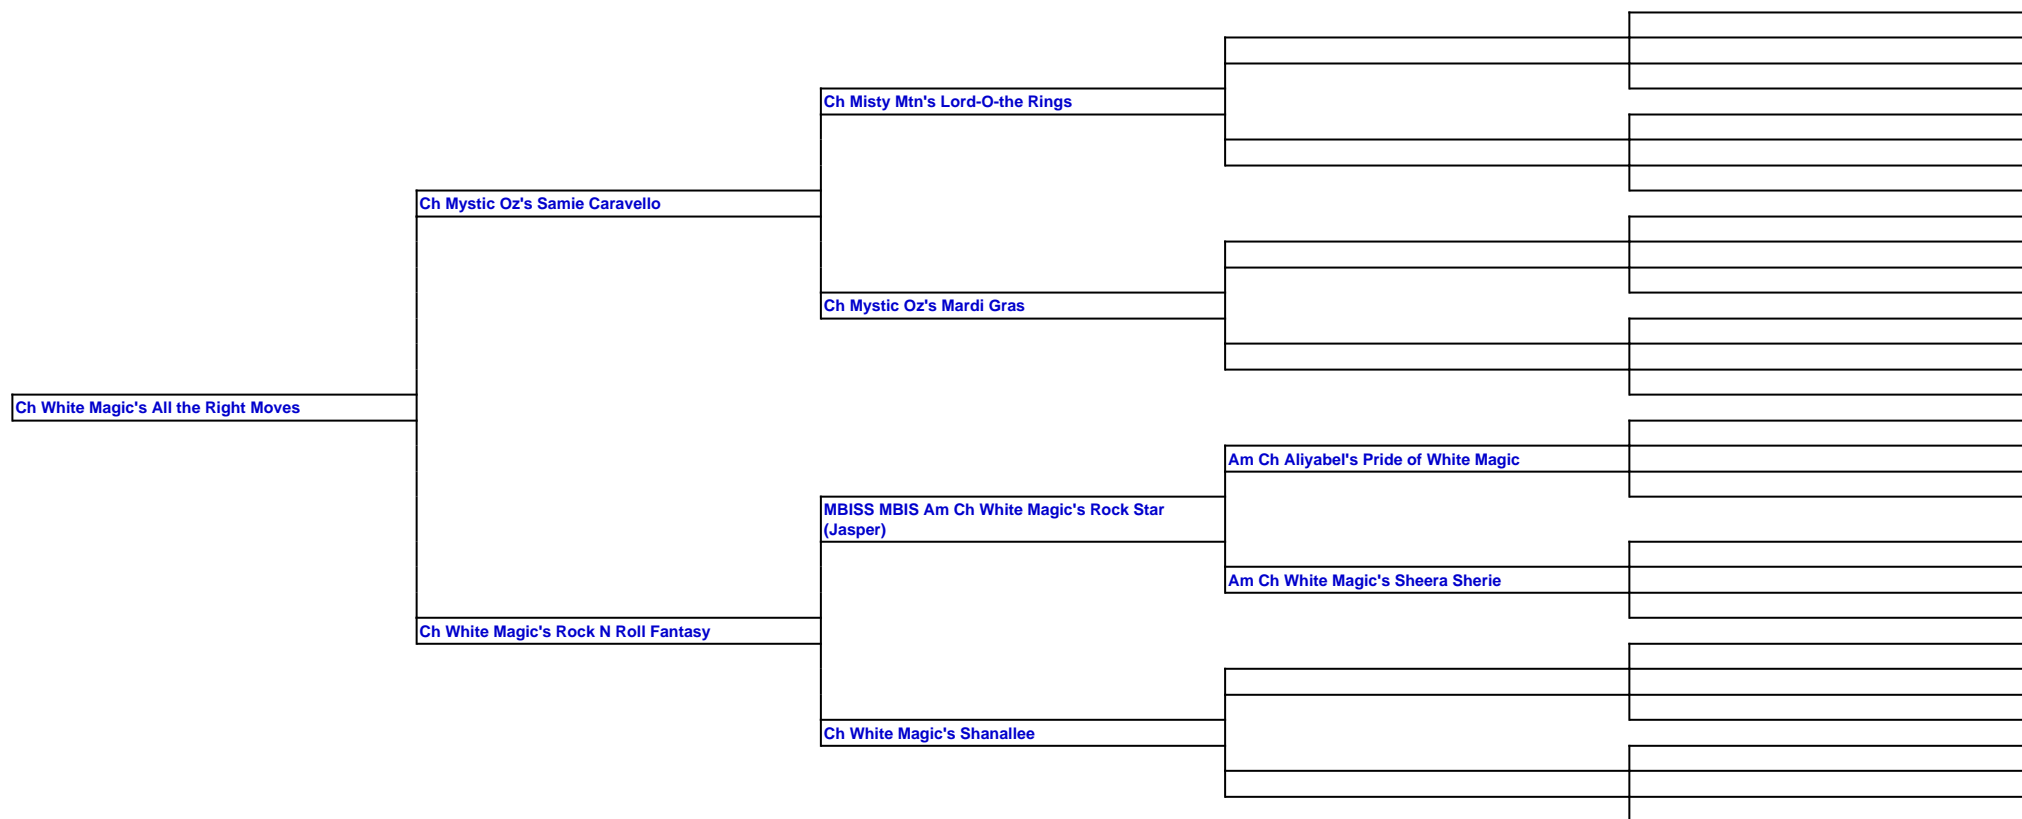 Ch Misty Mtn's Lord-O-the Rings
Ch Mystic Oz's Samie Caravello
Ch Mystic Oz's Mardi Gras
Ch White Magic's All the Right Moves
Am Ch Aliyabel's Pride of White Magic
MBISS MBIS Am Ch White Magic's Rock Star
(Jasper)
Am Ch White Magic's Sheera Sherie
Ch White Magic's Rock N Roll Fantasy
Ch White Magic's Shanallee